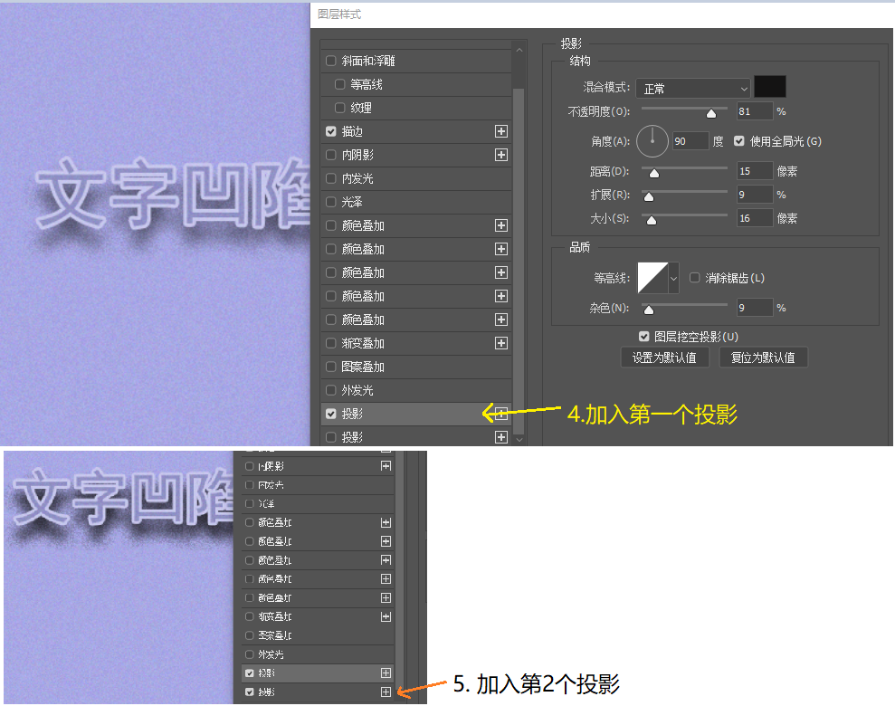 图层样式
文字凹陷
斜面和浮雕
等高线
纹理
描边
内阴影
内发光
光泽
颜色叠加
颜色叠加
颜色叠加
颜色叠加
颜色叠加
渐变叠加
图案叠加
外发光
投影
投影
投影
结构
混合模式: 正常
不透明度(O): 81 %
角度(A): 90 度 使用全局光(G)
距离(D): 15 像素
扩展(R): 9 %
大小(S): 16 像素
品质
等高线: 消除锯齿(L)
杂色(N): 9 %
图层挖空投影(U)
设置为默认值 复位为默认值
4.加入第一个投影
文字凹陷
内阴影
内发光
光泽
颜色叠加
颜色叠加
颜色叠加
颜色叠加
颜色叠加
渐变叠加
图案叠加
外发光
投影
投影
5. 加入第2个投影